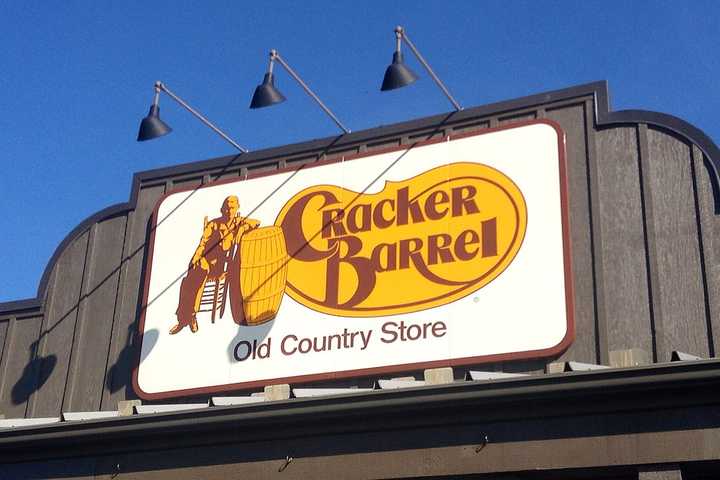 Cracker
Barrel
Old Country Store